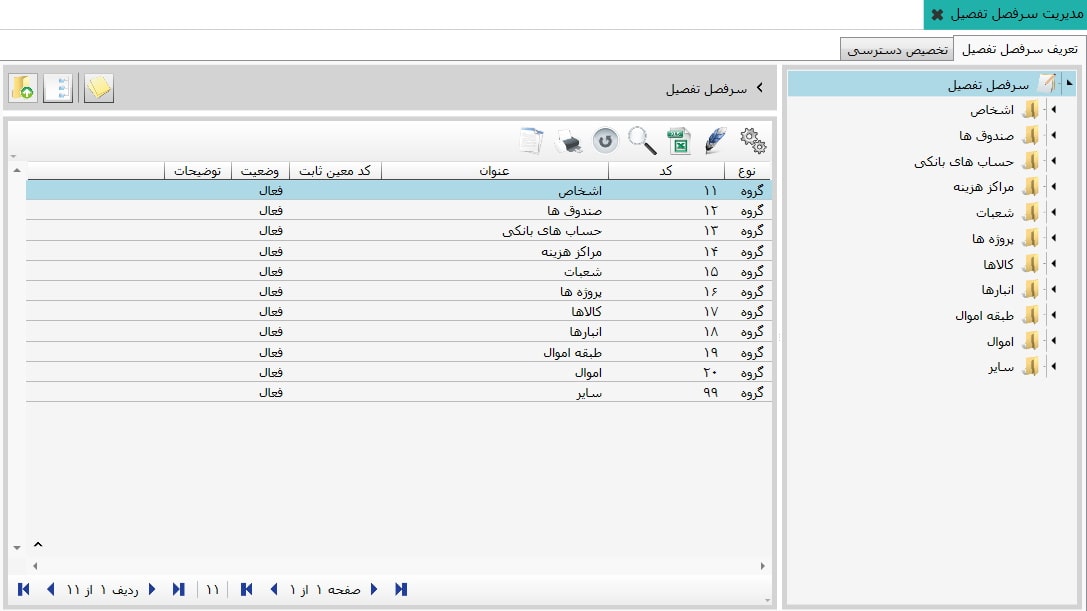 مدیریت سرفصل تفصیل
تعریف سرفصل تفصیل
تخصیص دسترسی
سرفصل تفصیل
اشخاص
صندوق ها
حساب های بانکی
مراکز هزینه
شعبات
پروژه ها
کالاها
انبارها
طبقه اموال
اموال
سایر
سرفصل تفصیل
نوع کد عنوان کد معین ثابت وضعیت توضیحات
گروه ۱۱ اشخاص فعال
گروه ۱۲ صندوق ها فعال
گروه ۱۳ حساب های بانکی فعال
گروه ۱۴ مراکز هزینه فعال
گروه ۱۵ شعبات فعال
گروه ۱۶ پروژه ها فعال
گروه ۱۷ کالاها فعال
گروه ۱۸ انبارها فعال
گروه ۱۹ طبقه اموال فعال
گروه ۲۰ اموال فعال
گروه ۹۹ سایر فعال
صفحه ۱ از ۱ ۱۱ ردیف ۱ از ۱۱